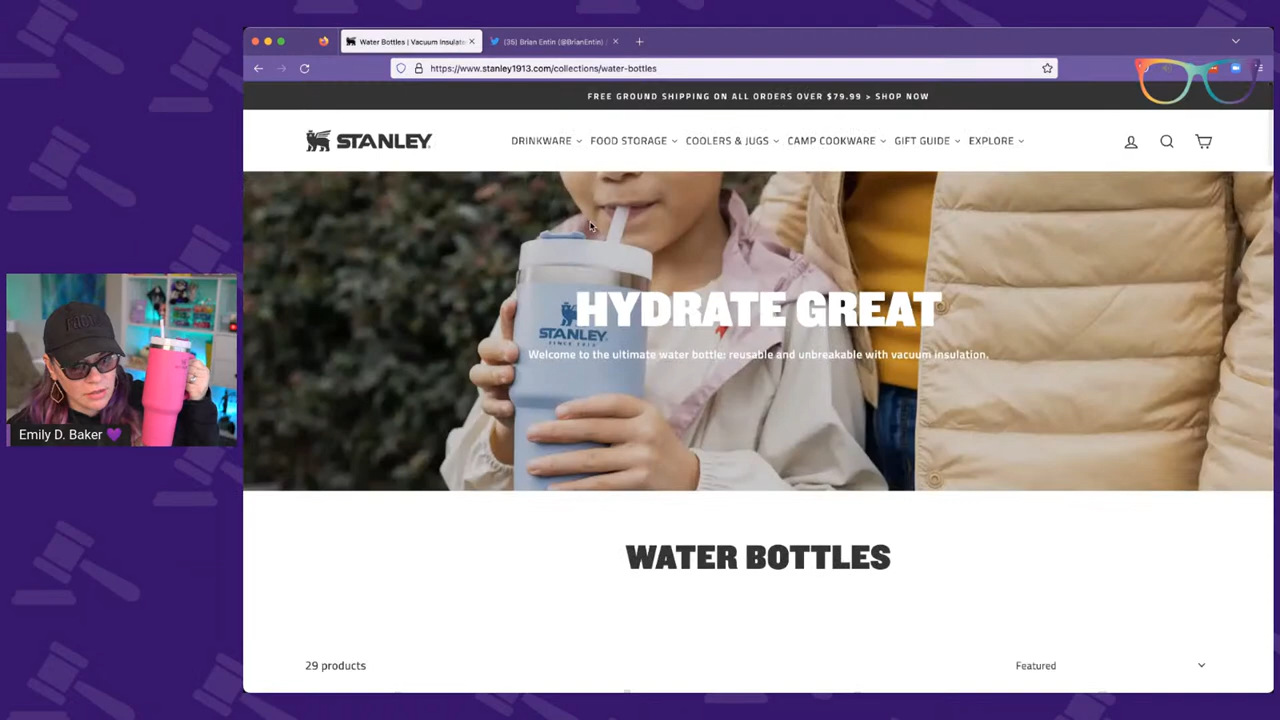 Water Bottles | Vacuum Insulate
(35) Brian Entin (@BrianEntin) /
https://www.stanley1913.com/collections/water-bottles
FREE GROUND SHIPPING ON ALL ORDERS OVER $79.99 > SHOP NOW
STANLEY
DRINKWARE
FOOD STORAGE
COOLERS & JUGS
CAMP COOKWARE
GIFT GUIDE
EXPLORE
STANLEY
HYDRATE GREAT
Welcome to the ultimate water bottle: reusable and unbreakable with vacuum insulation.
Emily D. Baker 💜
WATER BOTTLES
29 products
Featured